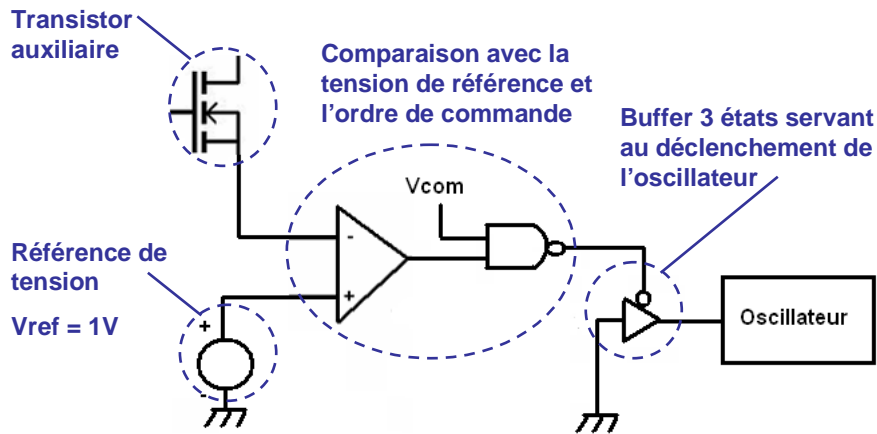 Transistor
auxiliaire
Comparaison avec la
tension de référence et
l'ordre de commande
Buffer 3 états servant
au déclenchement de
l'oscillateur
Vcom
-
+
Référence de
tension
Vref = 1V
+
-
Oscillateur